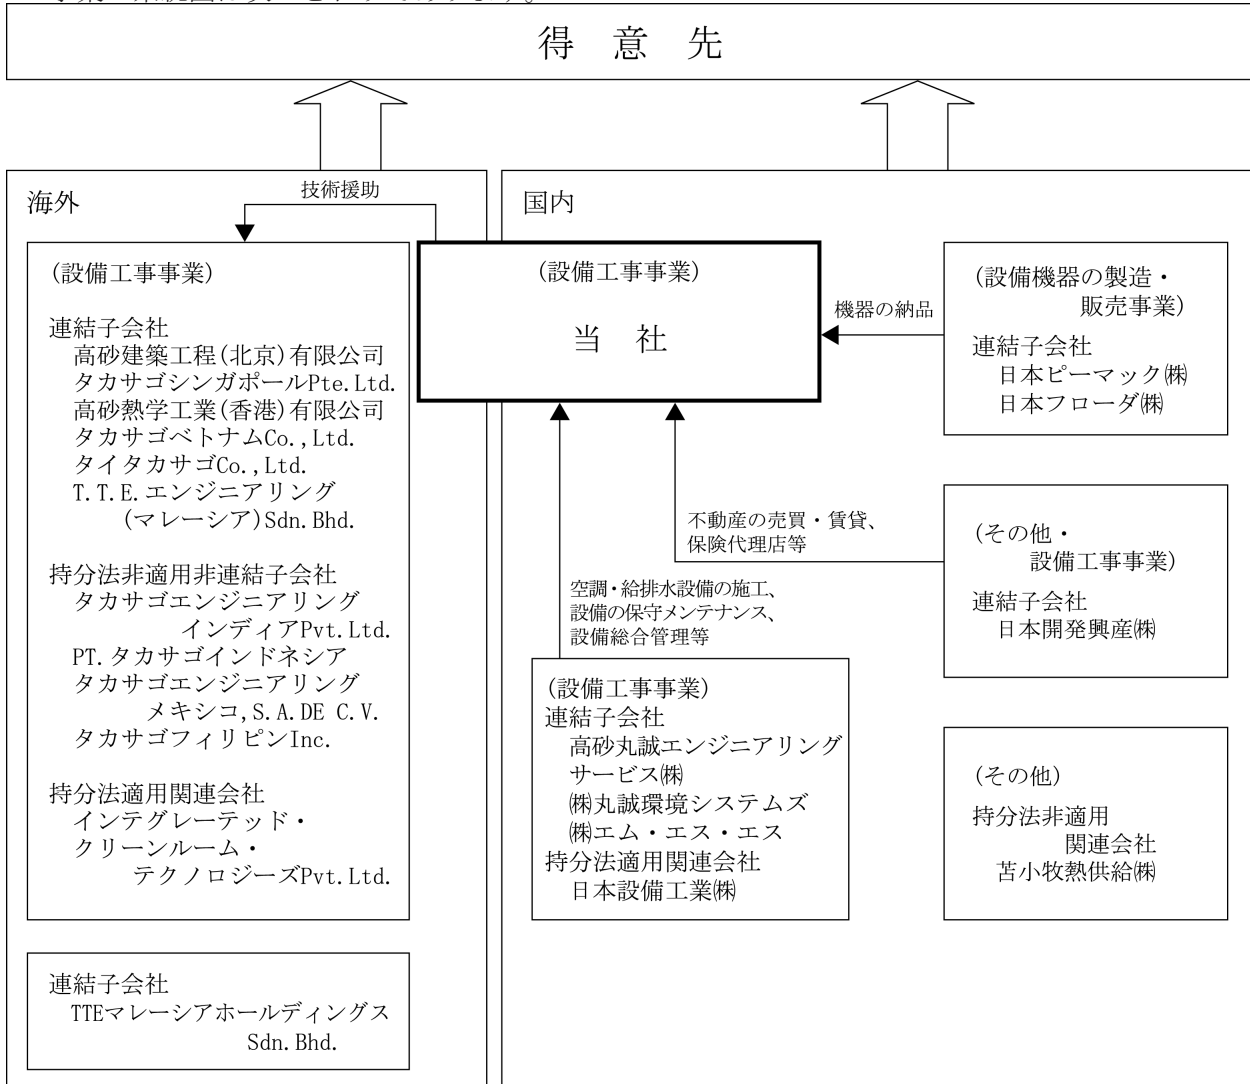 得 意 先
海外
技術援助
(設備工事事業)
連結子会社
高砂建築工程(北京)有限公司
タカサゴシンガポールPte.Ltd.
高砂熱学工業(香港)有限公司
タカサゴベトナムCo.,Ltd.
タイタカサゴCo.,Ltd.
T.T.E.エンジニアリング
(マレーシア)Sdn.Bhd.
持分法非適用非連結子会社
タカサゴエンジニアリング
インディアPvt.Ltd.
PT.タカサゴインドネシア
タカサゴエンジニアリング
メキシコ,S.A.DE C.V.
タカサゴフィリピンInc.
持分法適用関連会社
インテグレーテッド・
クリーンルーム・
テクノロジーズPvt.Ltd.
連結子会社
TTEマレーシアホールディングス
Sdn.Bhd.
国内
(設備工事事業)
当 社
機器の納品
(設備機器の製造・
販売事業)
連結子会社
日本ピーマック㈱
日本フローダ㈱
不動産の売買・賃貸、
保険代理店等
(その他・
設備工事事業)
連結子会社
日本開発興産㈱
空調・給排水設備の施工、
設備の保守メンテナンス、
設備総合管理等
(設備工事事業)
連結子会社
高砂丸誠エンジニアリング
サービス㈱
㈱丸誠環境システムズ
㈱エム・エス・エス
持分法適用関連会社
日本設備工業㈱
(その他)
持分法非適用
関連会社
苫小牧熱供給㈱